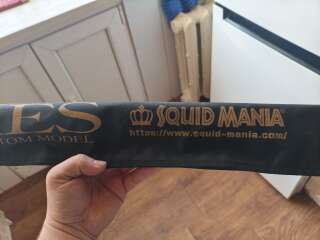 ES
TOM MODEL
SQUID MANIA
https://www.squid-mania.com/